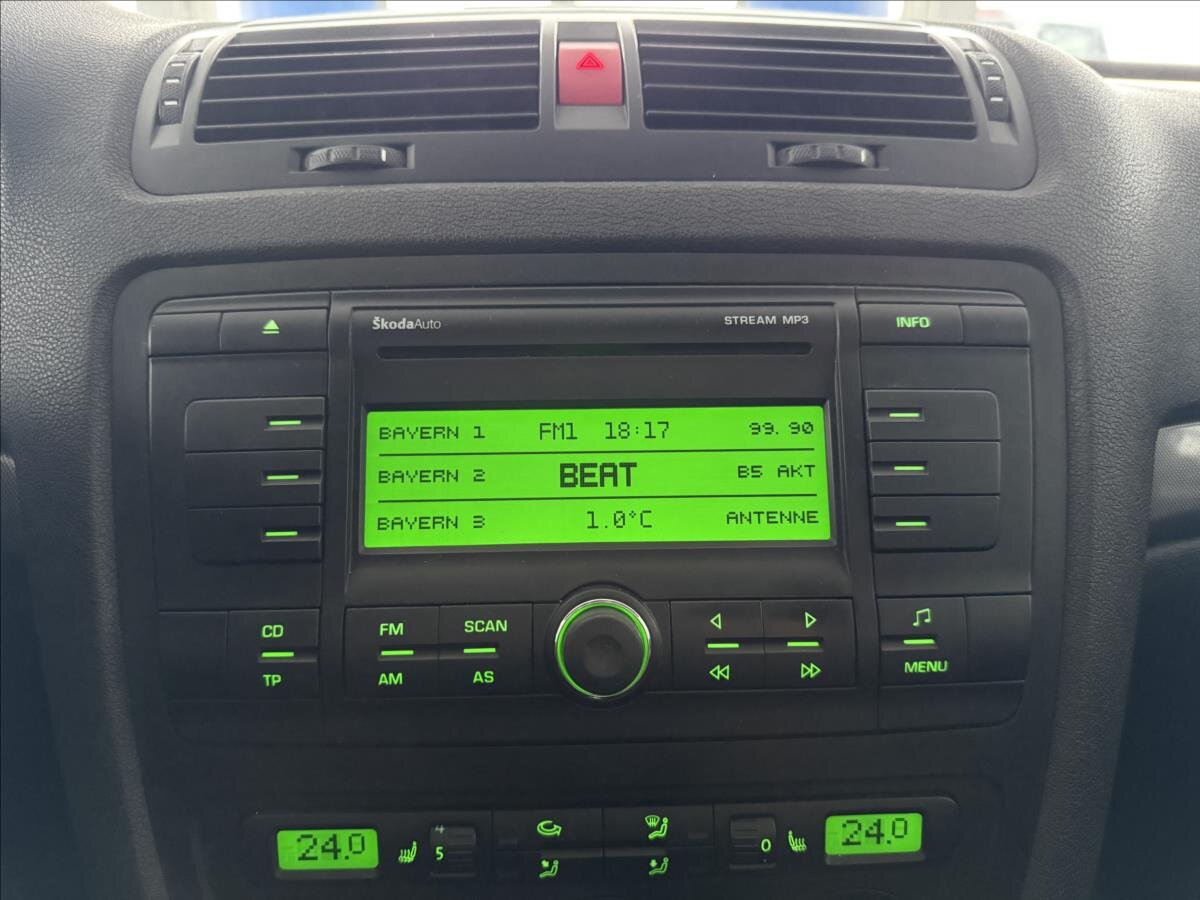 ŠkodaAuto STREAM MP3 INFO
BAYERN 1 FM1 18:17 99.90
BAYERN 2 BEAT B5 AKT
BAYERN 3 1.0°C ANTENNE
CD FM SCAN
TP AM AS MENU
24.0 4 5 0 24.0